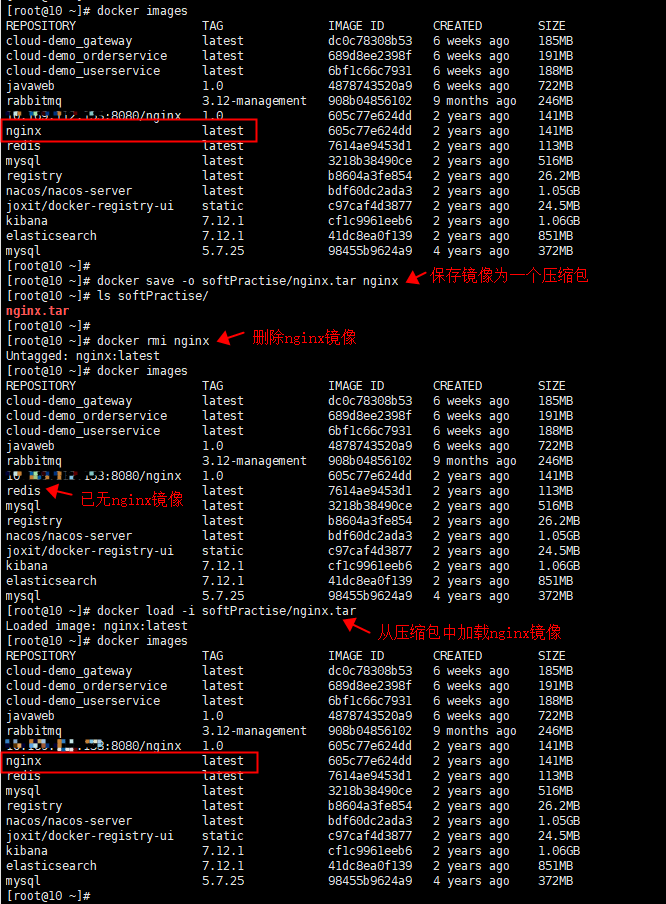 [root@10 ~]# docker images
REPOSITORY TAG IMAGE ID CREATED SIZE
cloud-demo_gateway latest dc0c78308b53 6 weeks ago 185MB
cloud-demo_orderservice latest 689d8ee2398f 6 weeks ago 191MB
cloud-demo_userservice latest 6bf1c66c7931 6 weeks ago 188MB
javaweb 1.0 4878743520a9 6 weeks ago 722MB
rabbitmq 3.12-management 908b04856102 9 months ago 246MB
:8080/nginx 1.0 605c77e624dd 2 years ago 141MB
nginx latest 605c77e624dd 2 years ago 141MB
redis latest 7614ae9453d1 2 years ago 113MB
mysql latest 3218b38490ce 2 years ago 516MB
registry latest b8604a3fe854 2 years ago 26.2MB
nacos/nacos-server latest bdf60dc2ada3 2 years ago 1.05GB
joxit/docker-registry-ui static c97caf4d3877 2 years ago 24.5MB
kibana 7.12.1 cf1c9961eeb6 2 years ago 1.06GB
elasticsearch 7.12.1 41dc8ea0f139 2 years ago 851MB
mysql 5.7.25 98455b9624a9 4 years ago 372MB
[root@10 ~]#
[root@10 ~]# docker save -o softPractise/nginx.tar nginx 保存镜像为一个压缩包
[root@10 ~]# ls softPractise/
nginx.tar
[root@10 ~]#
[root@10 ~]# docker rmi nginx 删除nginx镜像
Untagged: nginx:latest
[root@10 ~]# docker images
REPOSITORY TAG IMAGE ID CREATED SIZE
cloud-demo_gateway latest dc0c78308b53 6 weeks ago 185MB
cloud-demo_orderservice latest 689d8ee2398f 6 weeks ago 191MB
cloud-demo_userservice latest 6bf1c66c7931 6 weeks ago 188MB
javaweb 1.0 4878743520a9 6 weeks ago 722MB
rabbitmq 3.12-management 908b04856102 9 months ago 246MB
:8080/nginx 1.0 605c77e624dd 2 years ago 141MB
redis latest 7614ae9453d1 2 years ago 113MB
已无nginx镜像
mysql latest 3218b38490ce 2 years ago 516MB
registry latest b8604a3fe854 2 years ago 26.2MB
nacos/nacos-server latest bdf60dc2ada3 2 years ago 1.05GB
joxit/docker-registry-ui static c97caf4d3877 2 years ago 24.5MB
kibana 7.12.1 cf1c9961eeb6 2 years ago 1.06GB
elasticsearch 7.12.1 41dc8ea0f139 2 years ago 851MB
mysql 5.7.25 98455b9624a9 4 years ago 372MB
[root@10 ~]# docker load -i softPractise/nginx.tar
Loaded image: nginx:latest 从压缩包中加载nginx镜像
[root@10 ~]# docker images
REPOSITORY TAG IMAGE ID CREATED SIZE
cloud-demo_gateway latest dc0c78308b53 6 weeks ago 185MB
cloud-demo_orderservice latest 689d8ee2398f 6 weeks ago 191MB
cloud-demo_userservice latest 6bf1c66c7931 6 weeks ago 188MB
javaweb 1.0 4878743520a9 6 weeks ago 722MB
rabbitmq 3.12-management 908b04856102 9 months ago 246MB
:8080/nginx 1.0 605c77e624dd 2 years ago 141MB
nginx latest 605c77e624dd 2 years ago 141MB
redis latest 7614ae9453d1 2 years ago 113MB
mysql latest 3218b38490ce 2 years ago 516MB
registry latest b8604a3fe854 2 years ago 26.2MB
nacos/nacos-server latest bdf60dc2ada3 2 years ago 1.05GB
joxit/docker-registry-ui static c97caf4d3877 2 years ago 24.5MB
kibana 7.12.1 cf1c9961eeb6 2 years ago 1.06GB
elasticsearch 7.12.1 41dc8ea0f139 2 years ago 851MB
mysql 5.7.25 98455b9624a9 4 years ago 372MB
[root@10 ~]#